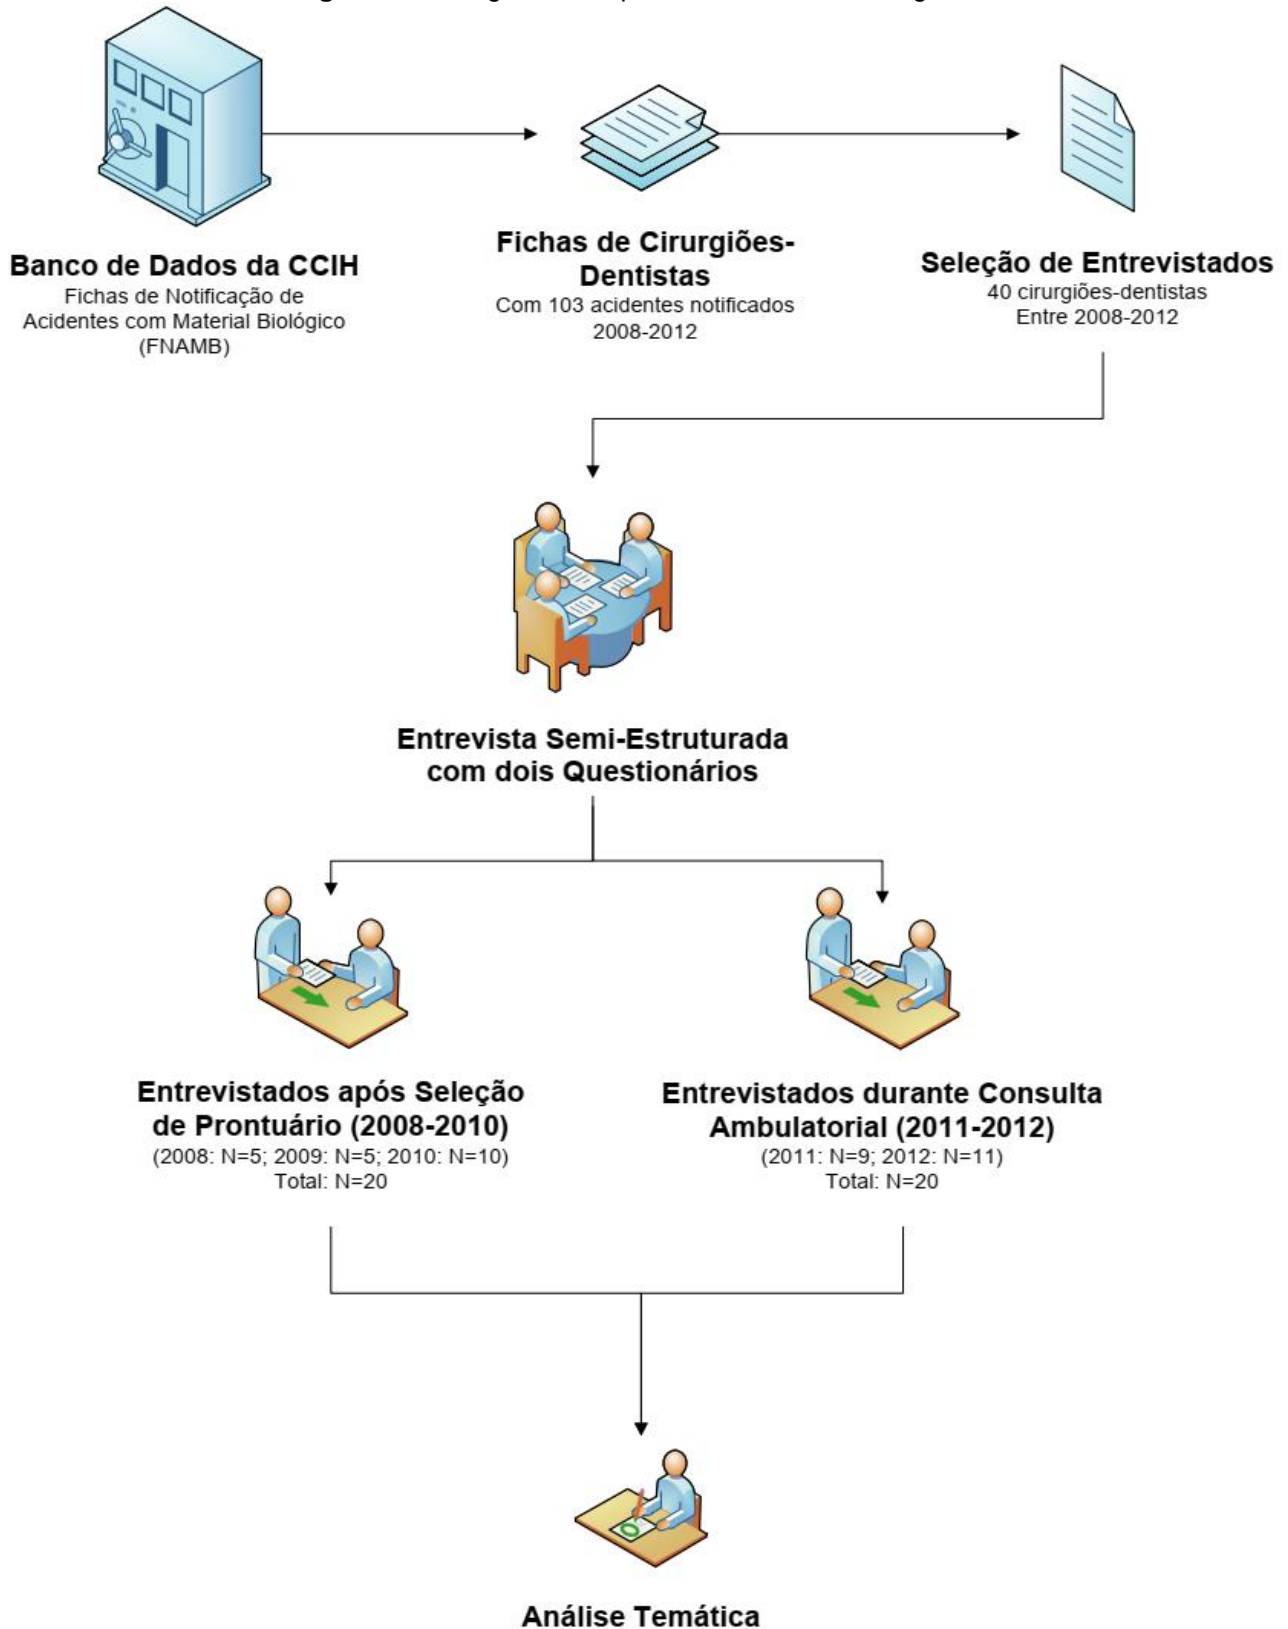 Banco de Dados da CCIH
Fichas de Notificação de
Acidentes com Material Biológico
(FNAMB)
Fichas de Cirurgiões-
Dentistas
Com 103 acidentes notificados
2008-2012
Seleção de Entrevistados
40 cirurgiões-dentistas
Entre 2008-2012
Entrevista Semi-Estruturada
com dois Questionários
Entrevistados após Seleção
de Prontuário (2008-2010)
(2008: N=5; 2009: N=5; 2010: N=10)
Total: N=20
Entrevistados durante Consulta
Ambulatorial (2011-2012)
(2011: N=9; 2012: N=11)
Total: N=20
Análise Temática